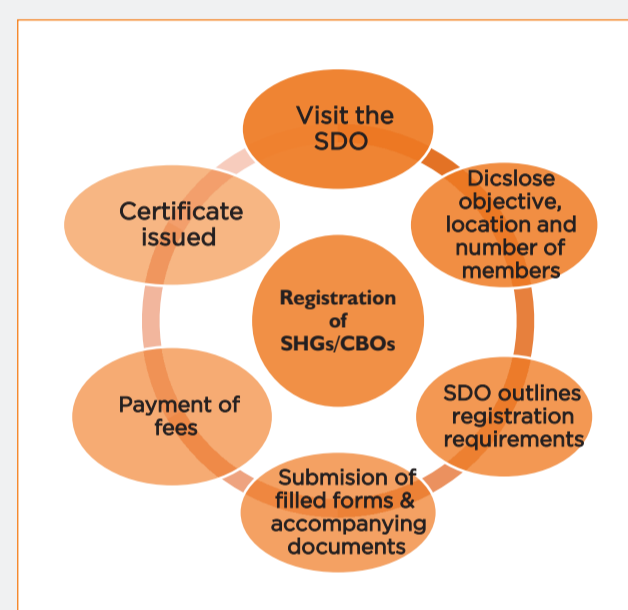 Visit the
SDO
Dicslose
objective,
location and
number of
members
SDO outlines
registration
requirements
Submision of
filled forms &
accompanying
documents
Payment of
fees
Certificate
issued
Registration
of
SHGs/CBOs